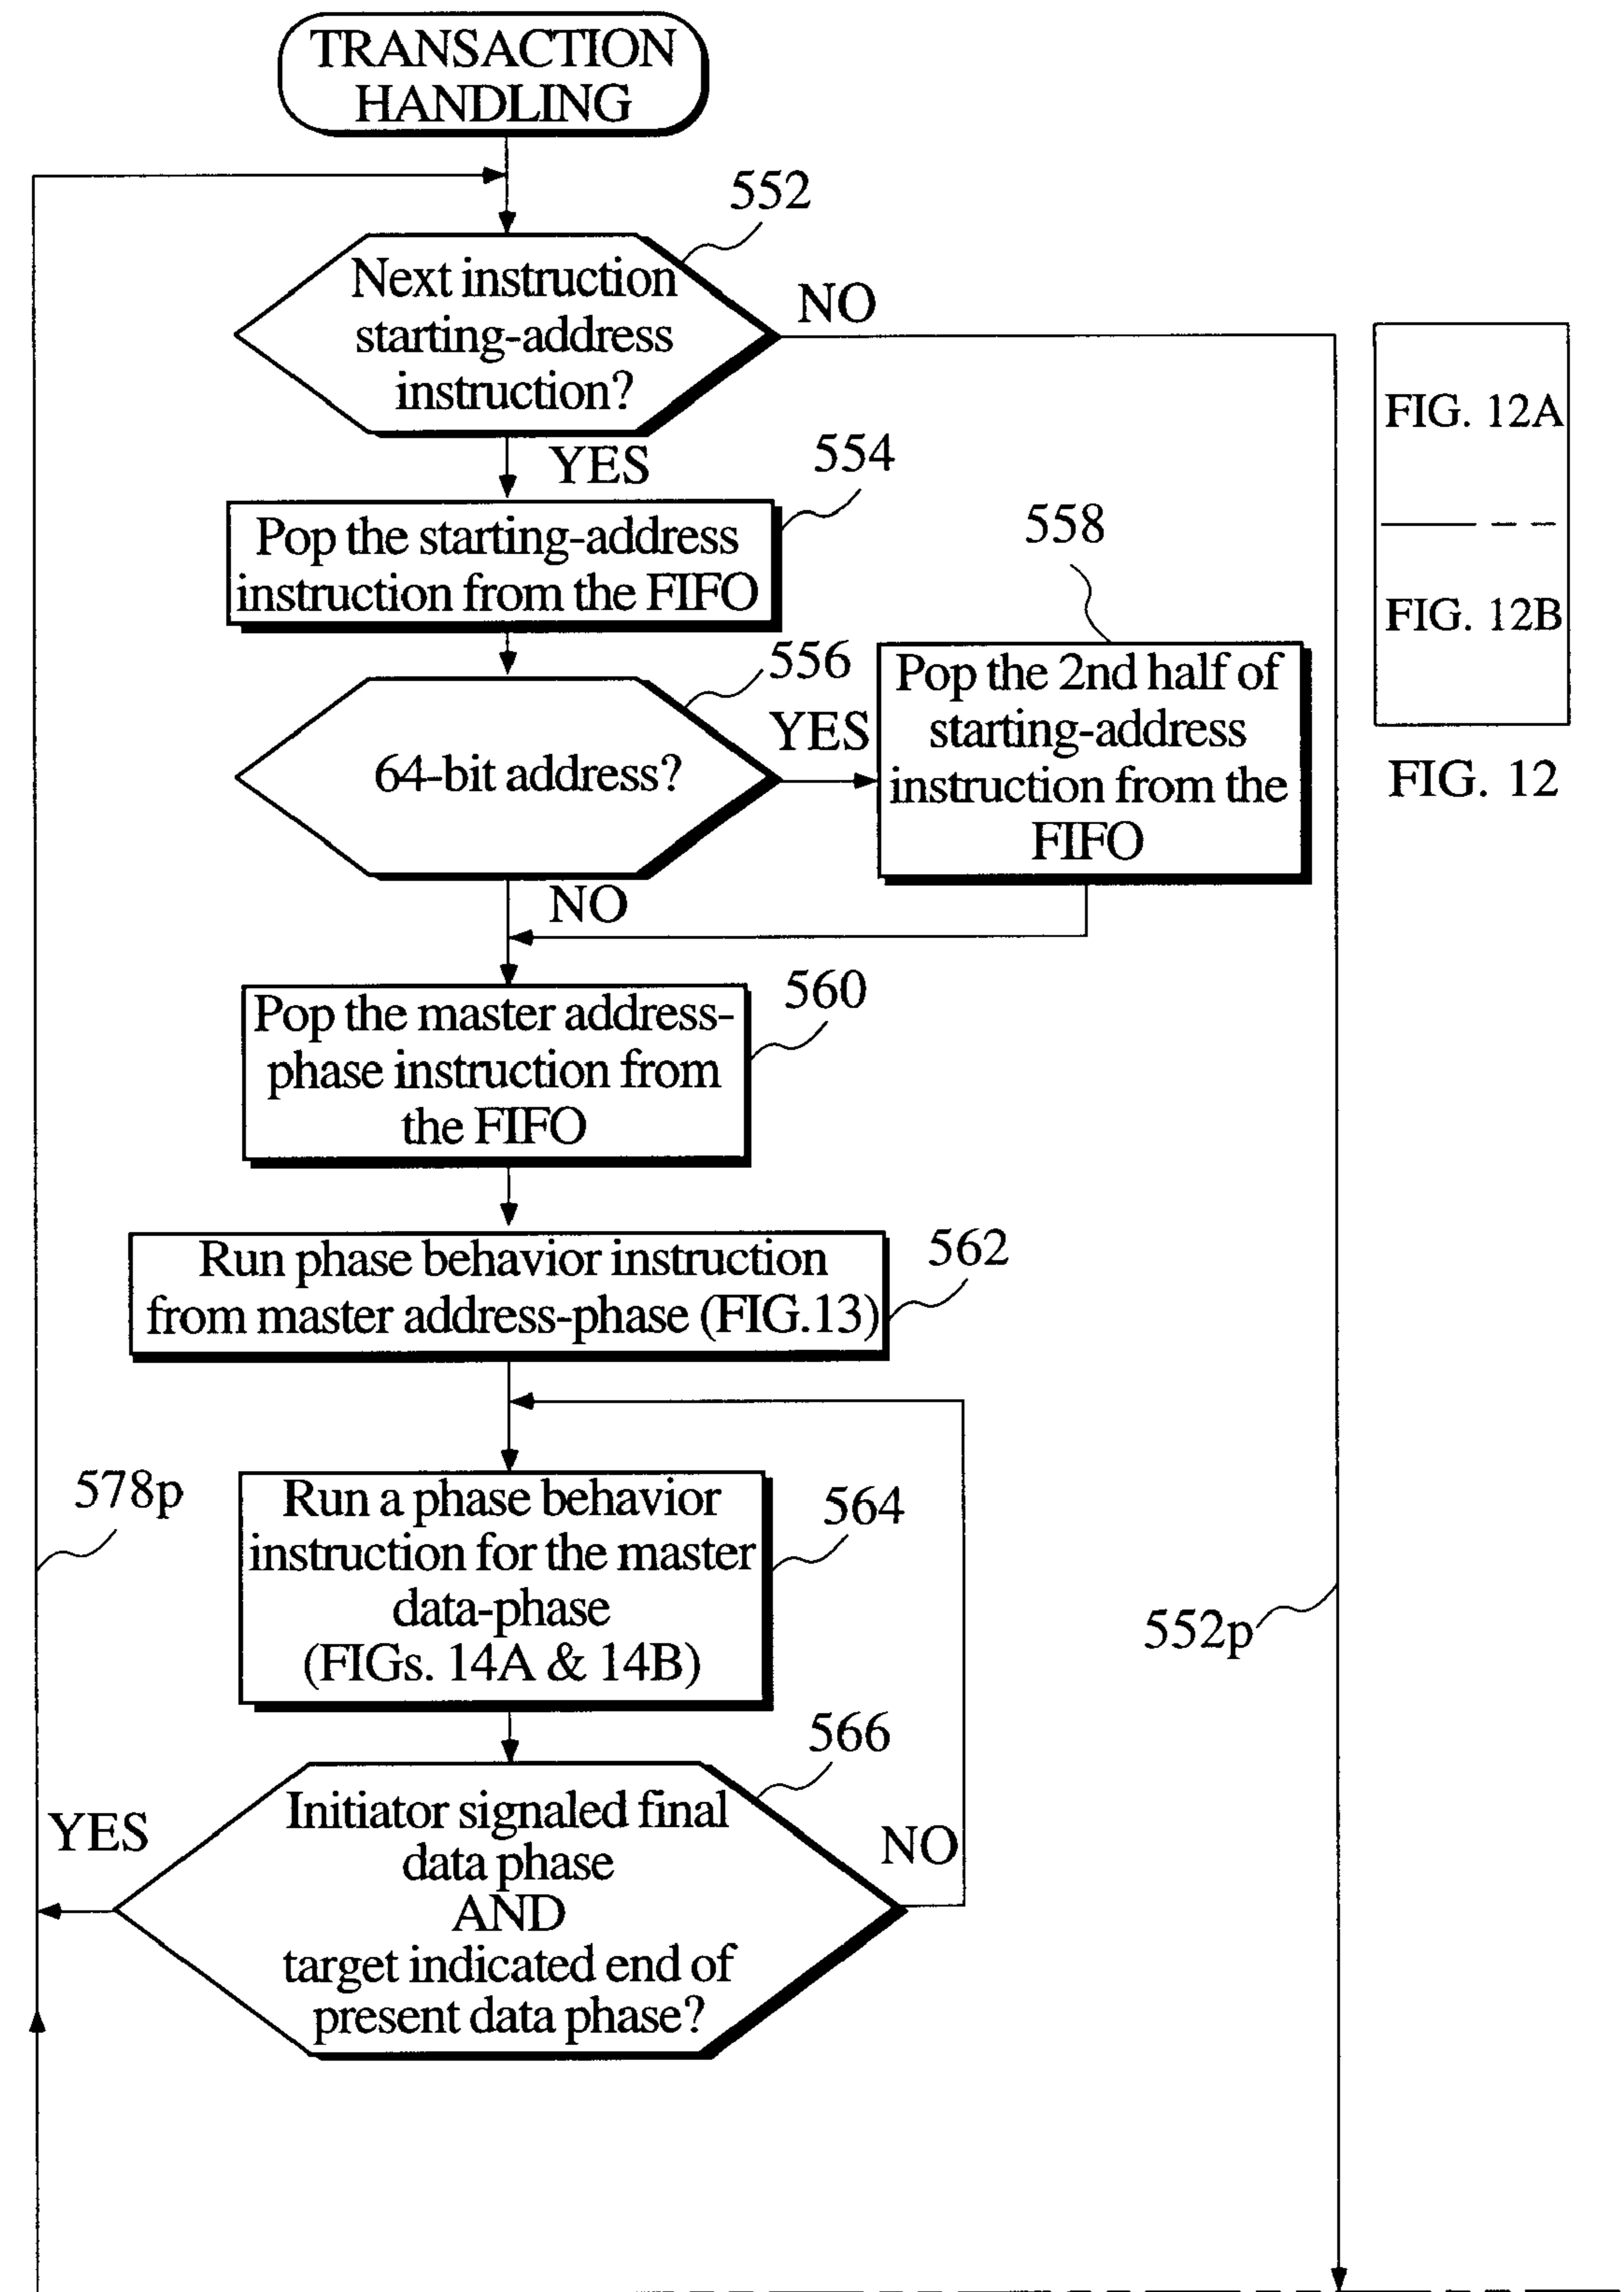 TRANSACTION
HANDLING
552
Next instruction
starting-address
instruction?
NO
YES
554
Pop the starting-address
instruction from the FIFO
556
64-bit address?
YES
558
Pop the 2nd half of
starting-address
instruction from the
FIFO
FIG. 12A
FIG. 12B
FIG. 12
NO
560
Pop the master address-
phase instruction from
the FIFO
562
Run phase behavior instruction
from master address-phase (FIG.13)
578p
564
Run a phase behavior
instruction for the master
data-phase
(FIGs. 14A & 14B)
552p
566
Initiator signaled final
data phase
AND
target indicated end of
present data phase?
YES
NO